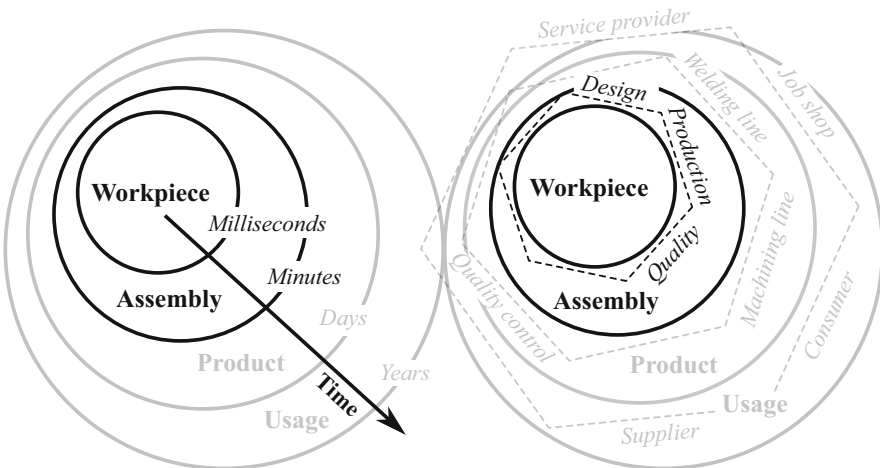 Workpiece
Milliseconds
Minutes
Assembly
Days
Product
Years
Time
Usage
Service provider
Job shop
Welding line
Design
Production
Workpiece
Quality
Assembly
Quality control
Machining line
Consumer
Product
Usage
Supplier